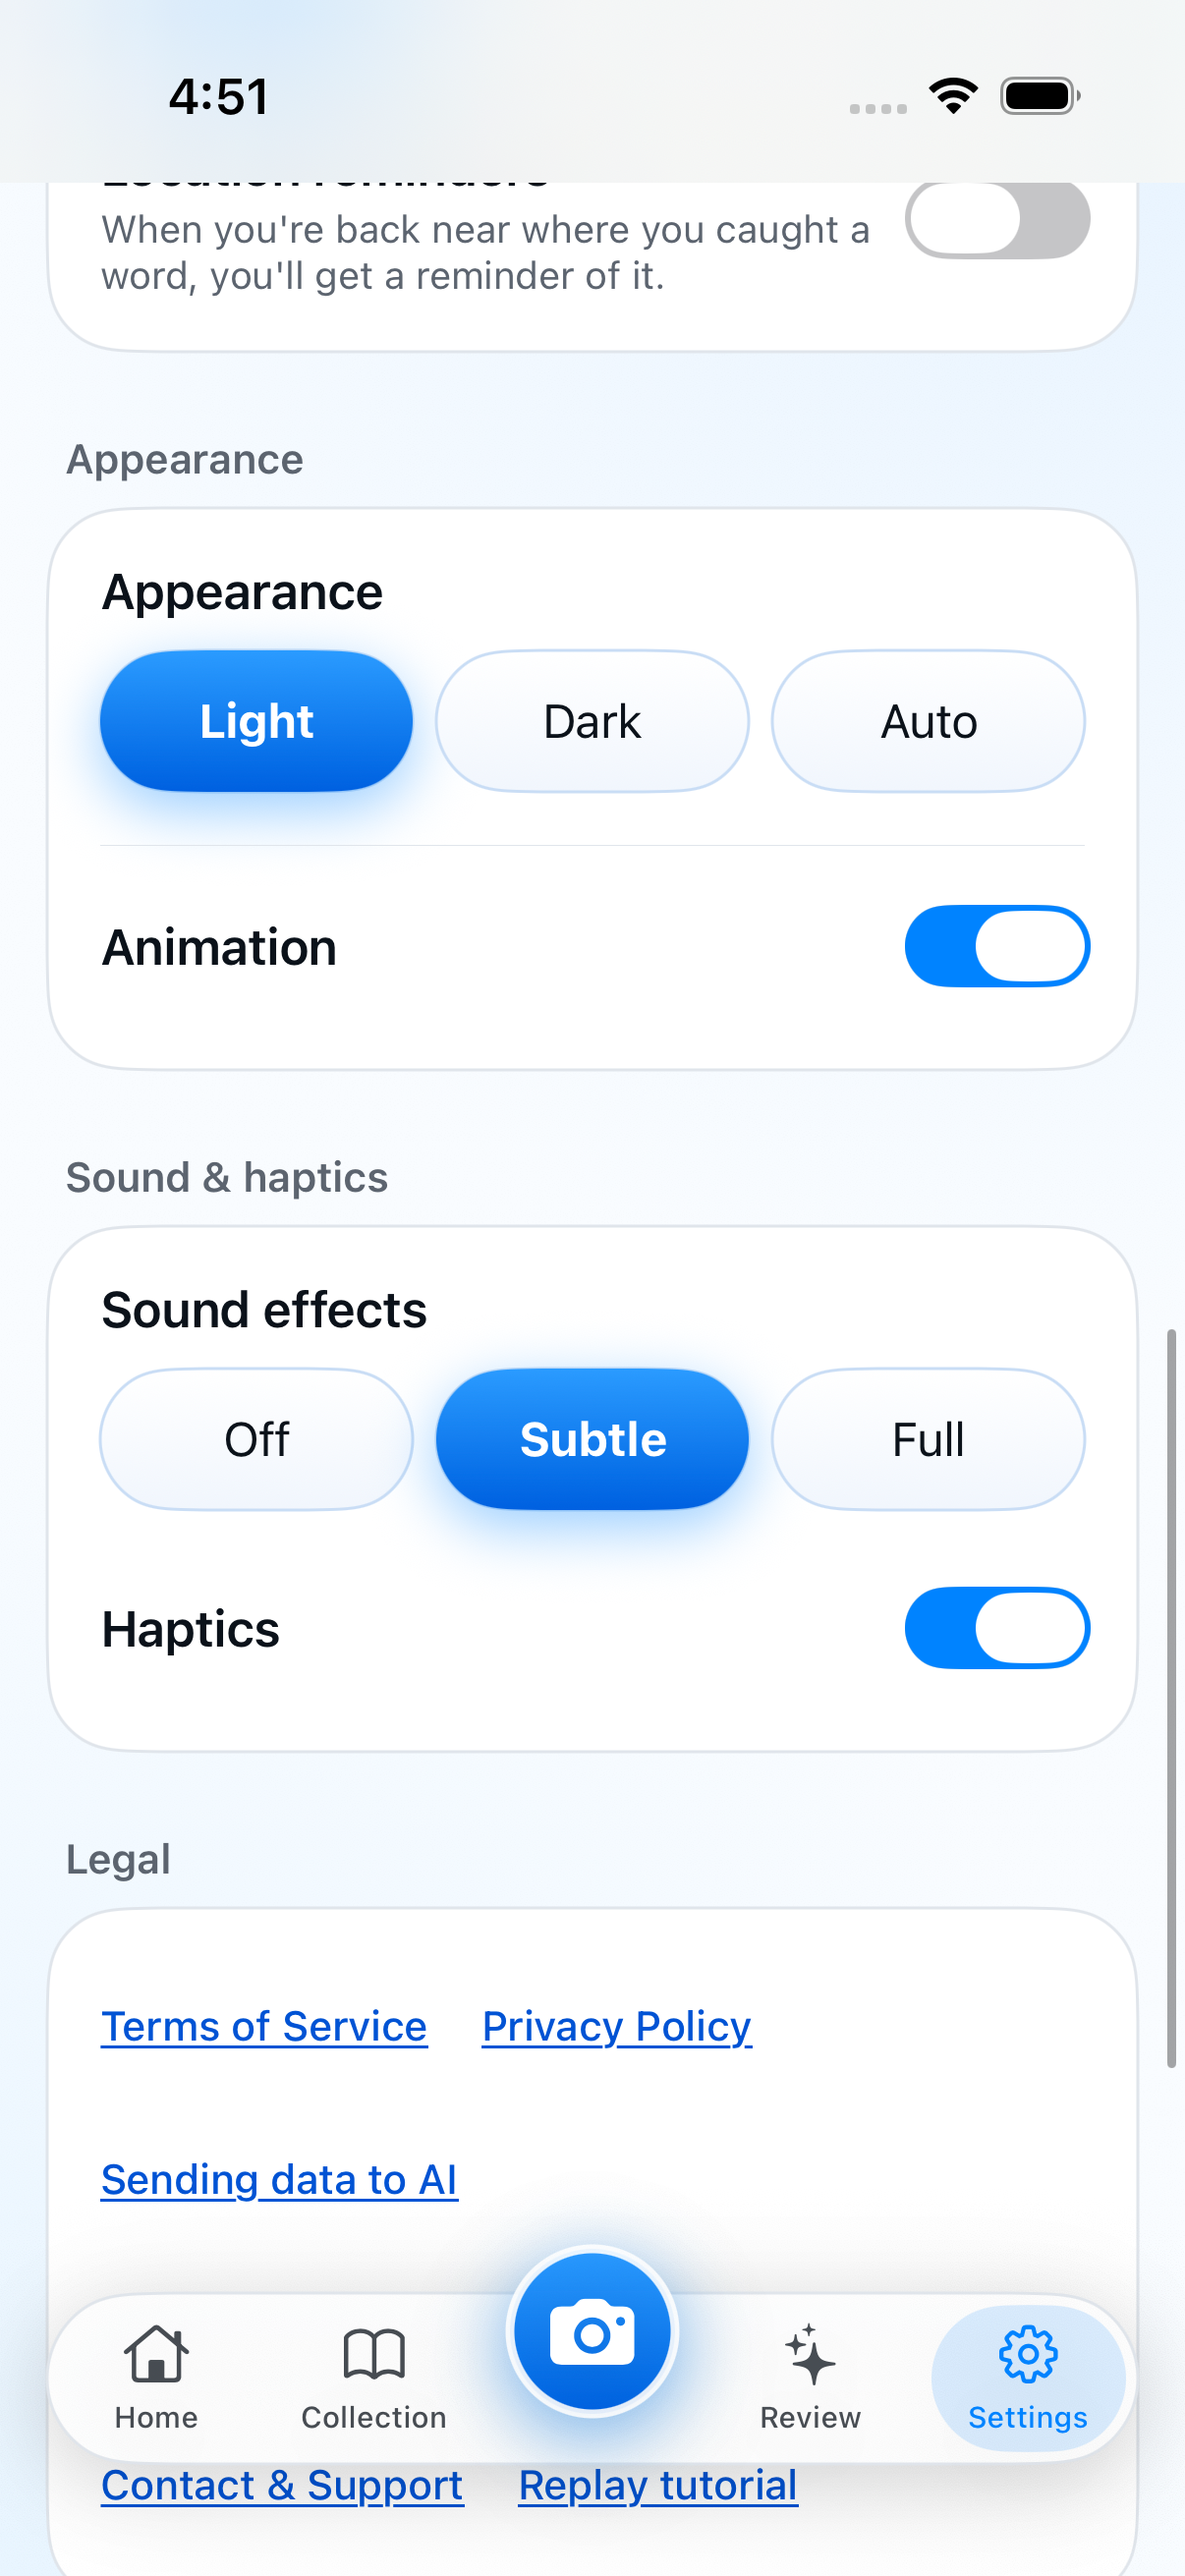 4:51
Location reminders
When you're back near where you caught a
word, you'll get a reminder of it.
Appearance
Appearance
Light
Dark
Auto
Animation
Sound & haptics
Sound effects
Off
Subtle
Full
Haptics
Legal
Terms of Service
Privacy Policy
Sending data to AI
Home
Collection
Review
Settings
Contact & Support
Replay tutorial